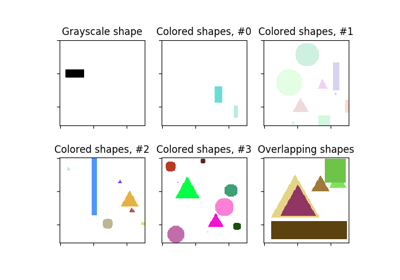 Grayscale shape
Colored shapes, #0
Colored shapes, #1
Colored shapes, #2
Colored shapes, #3
Overlapping shapes